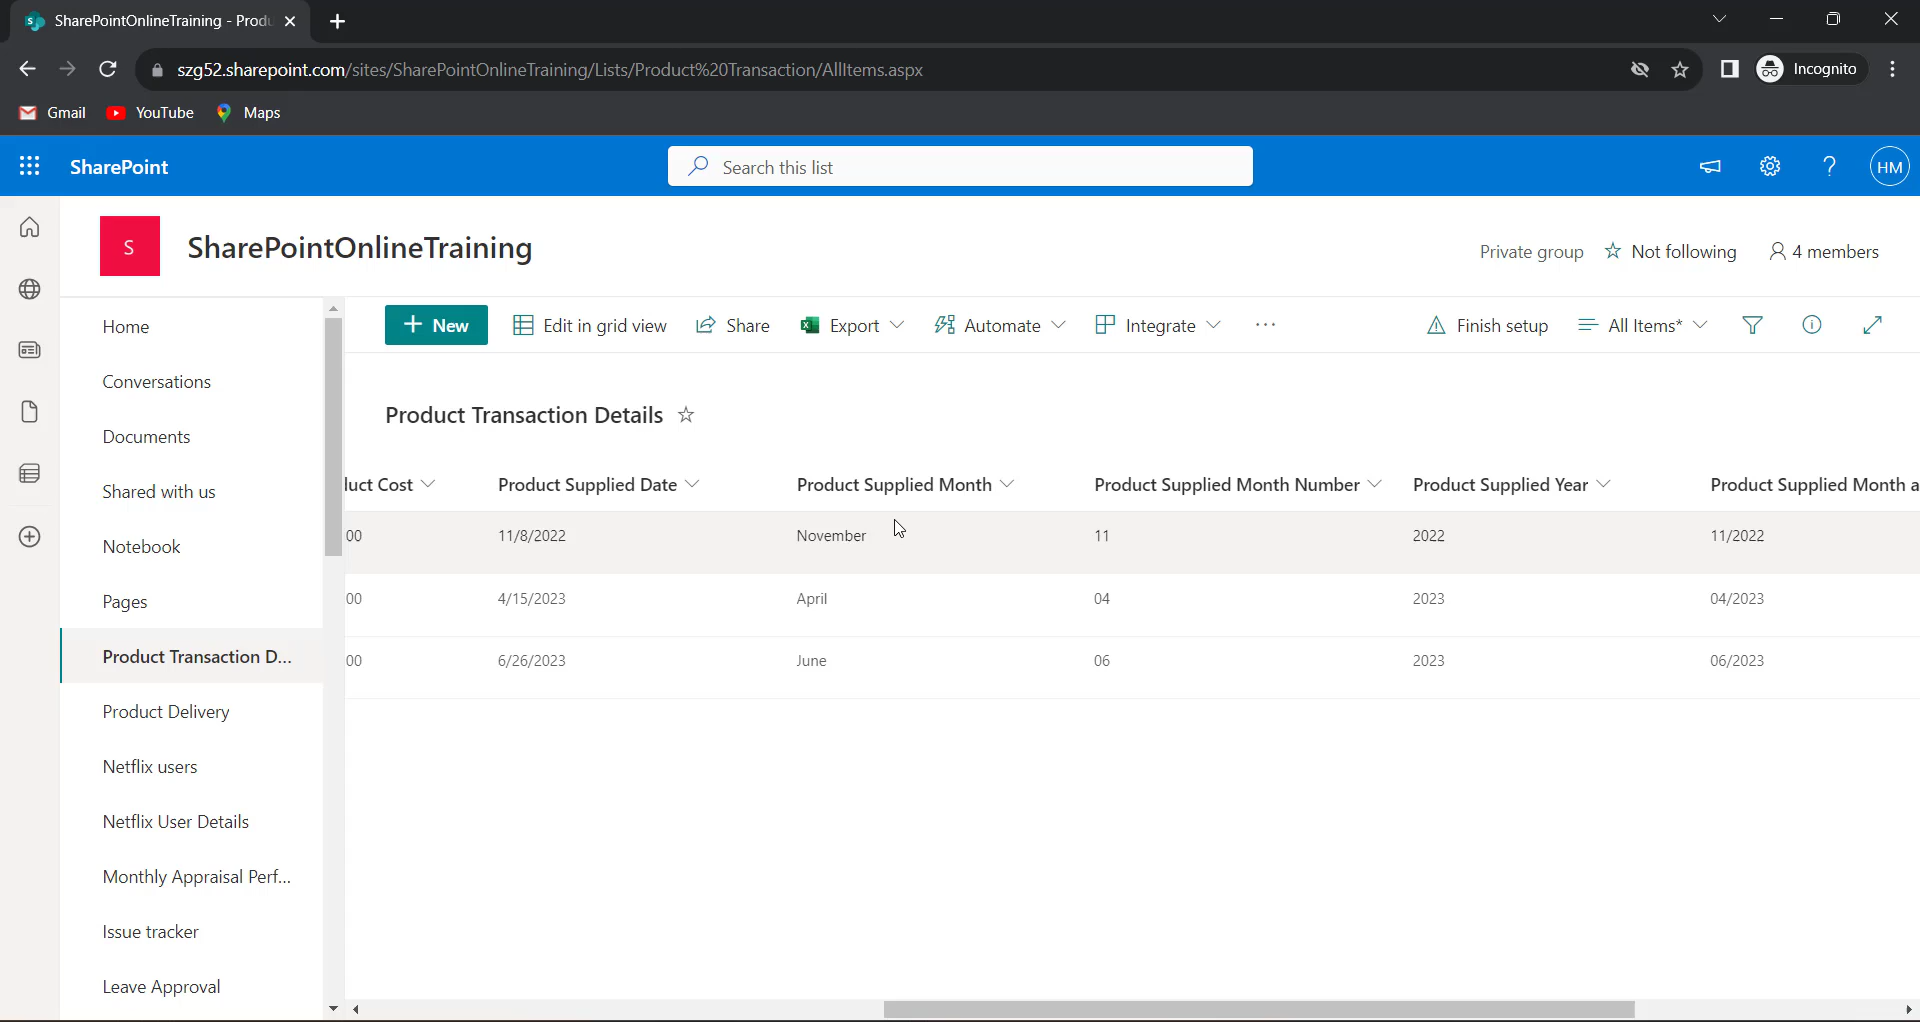 SharePointOnlineTraining - Produ
szg52.sharepoint.com/sites/SharePointOnlineTraining/Lists/Product%20Transaction/AllItems.aspx
Incognito
Gmail YouTube Maps
SharePoint
Search this list
HM
S
SharePointOnlineTraining
Private group Not following 4 members
Home
Conversations
Documents
Shared with us
Notebook
Pages
Product Transaction D...
Product Delivery
Netflix users
Netflix User Details
Monthly Appraisal Perf...
Issue tracker
Leave Approval
New Edit in grid view Share Export Automate Integrate ... Finish setup All Items*
Product Transaction Details
luct Cost Product Supplied Date Product Supplied Month Product Supplied Month Number Product Supplied Year Product Supplied Month a
00 11/8/2022 November 11 2022 11/2022
00 4/15/2023 April 04 2023 04/2023
00 6/26/2023 June 06 2023 06/2023